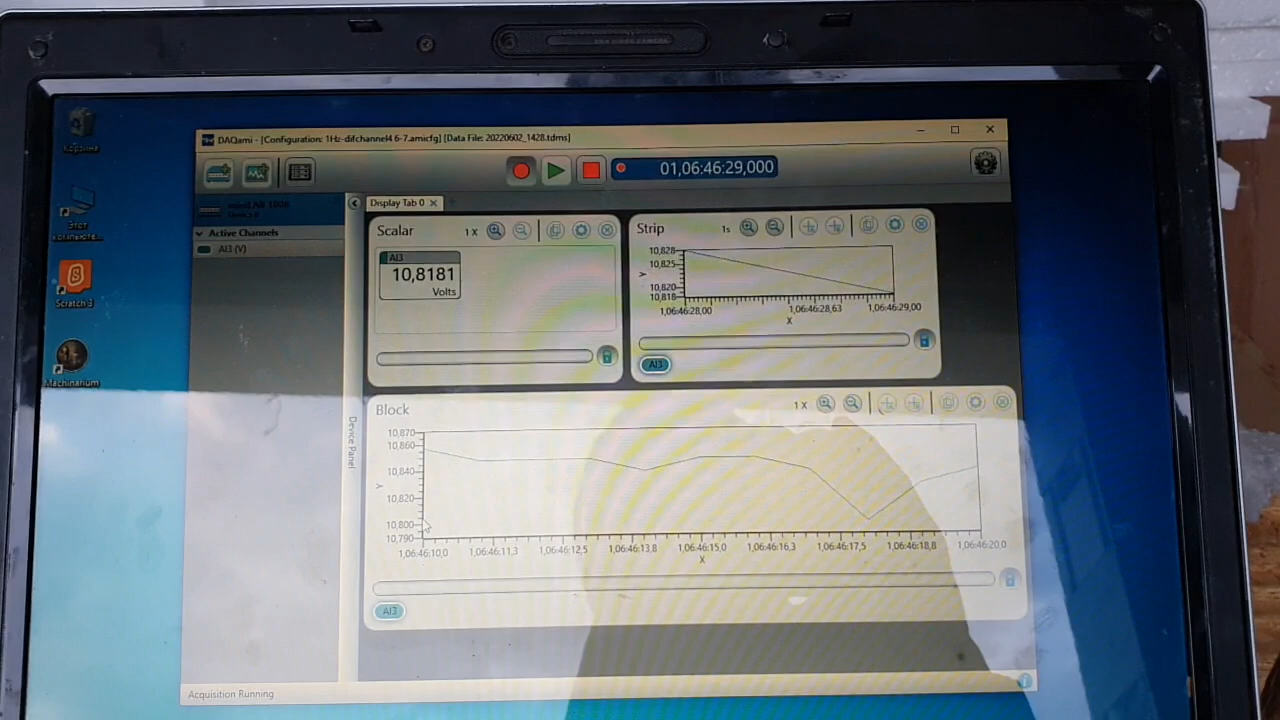 Корзина
Этот
компьюте...
Scratch 3
Machinarium
DAQami - [Configuration: 1Hz-difchannel4 6-7.amicfg] [Data File: 20220602_1428.tdms]
01,06:46:29,000
miniLAB 1008
Device 0
Active Channels
AI3 (V)
Device Panel
Display Tab 0
Scalar
1 X
AI3
10,8181
Volts
Strip
1s
10,828
10,825
10,820
10,818
Y
1,06:46:28,00
1,06:46:28,63
1,06:46:29,00
X
AI3
Block
1 X
10,870
10,860
10,840
10,820
10,800
10,790
Y
1,06:46:10,0
1,06:46:11,3
1,06:46:12,5
1,06:46:13,8
1,06:46:15,0
1,06:46:16,3
1,06:46:17,5
1,06:46:18,8
1,06:46:20,0
X
AI3
Acquisition Running